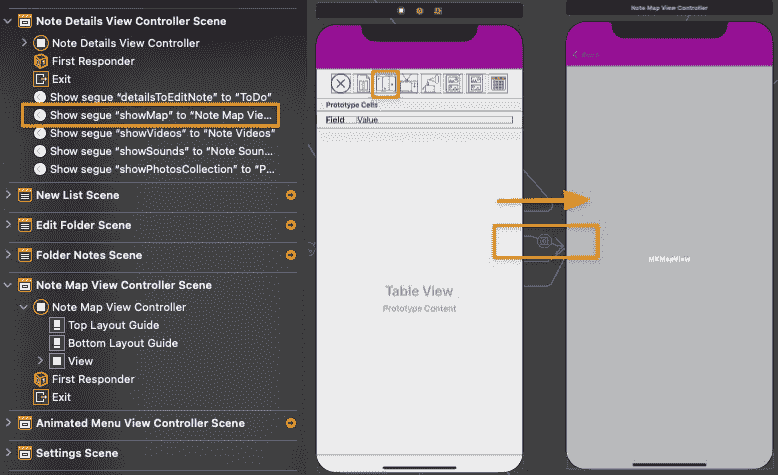 Note Details View Controller Scene
Note Details View Controller
First Responder
Exit
Show segue “detailsToEditNote” to “ToDo”
Show segue “showMap” to “Note Map Vie...
Show segue “showVideos” to “Note Videos”
Show segue “showSounds” to “Note Soun...
Show segue “showPhotosCollection” to “P...
New List Scene
Edit Folder Scene
Folder Notes Scene
Note Map View Controller Scene
Note Map View Controller
Top Layout Guide
Bottom Layout Guide
View
First Responder
Exit
Animated Menu View Controller Scene
Settings Scene
Prototype Cells
Field Value
Table View
Prototype Content
Note Map View Controller
MKMapView